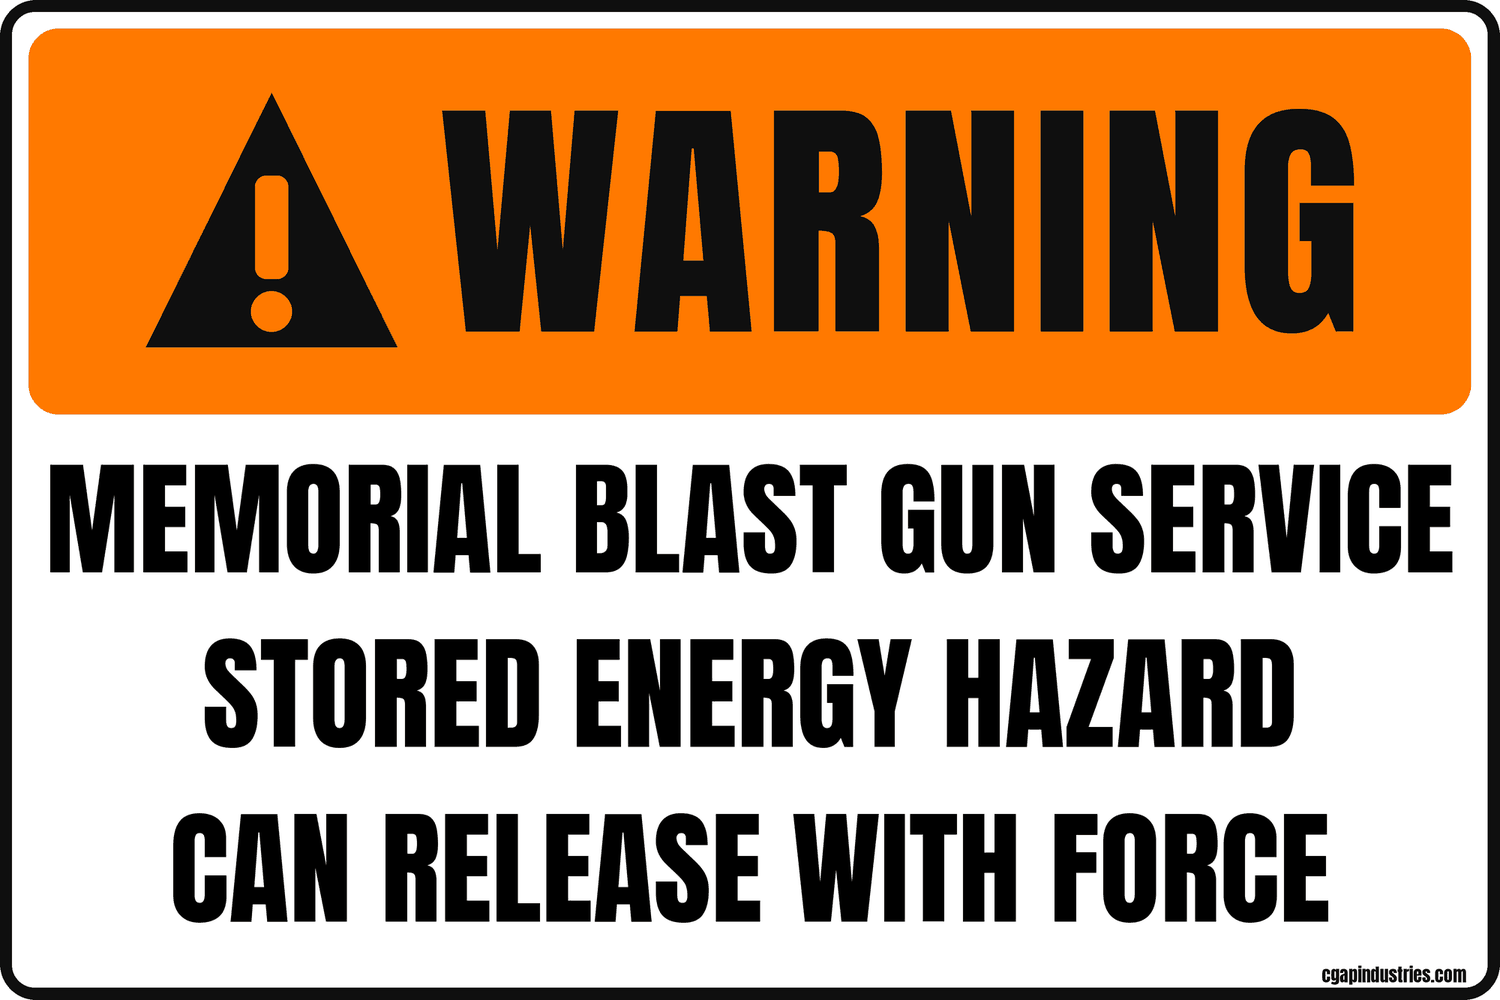 WARNING
MEMORIAL BLAST GUN SERVICE
STORED ENERGY HAZARD
CAN RELEASE WITH FORCE
cgapindustries.com